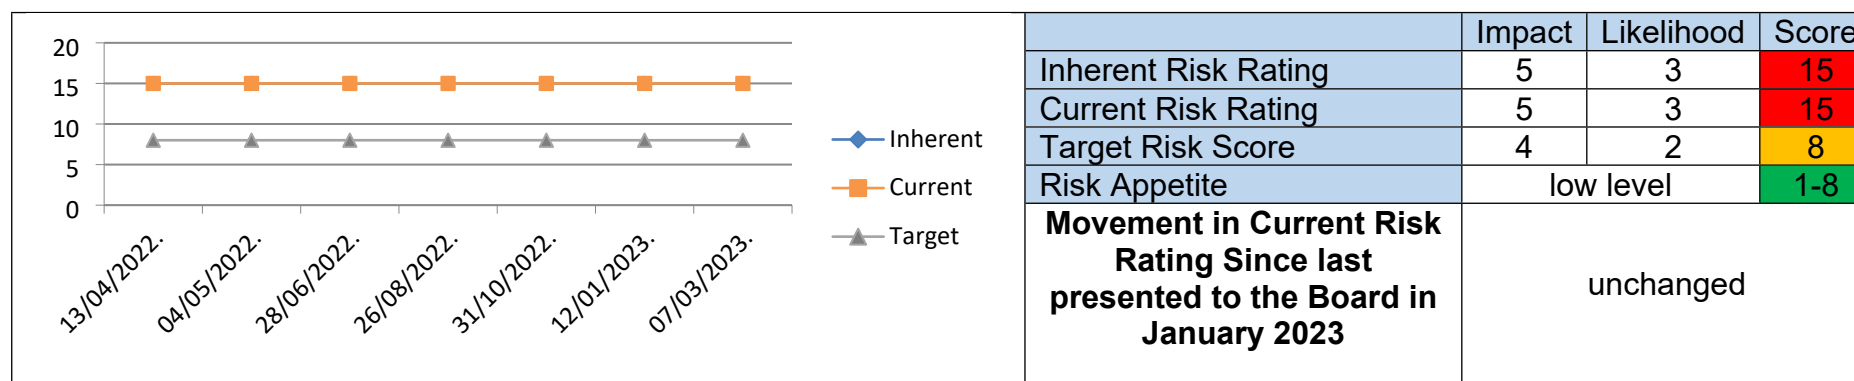 20
15
10
5
0
13/04/2022.
04/05/2022.
28/06/2022.
26/08/2022.
31/10/2022.
12/01/2023.
07/03/2023.
Inherent
Current
Target
Impact Likelihood Score
Inherent Risk Rating 5 3 15
Current Risk Rating 5 3 15
Target Risk Score 4 2 8
Risk Appetite low level 1-8
Movement in Current Risk
Rating Since last
presented to the Board in
January 2023
unchanged